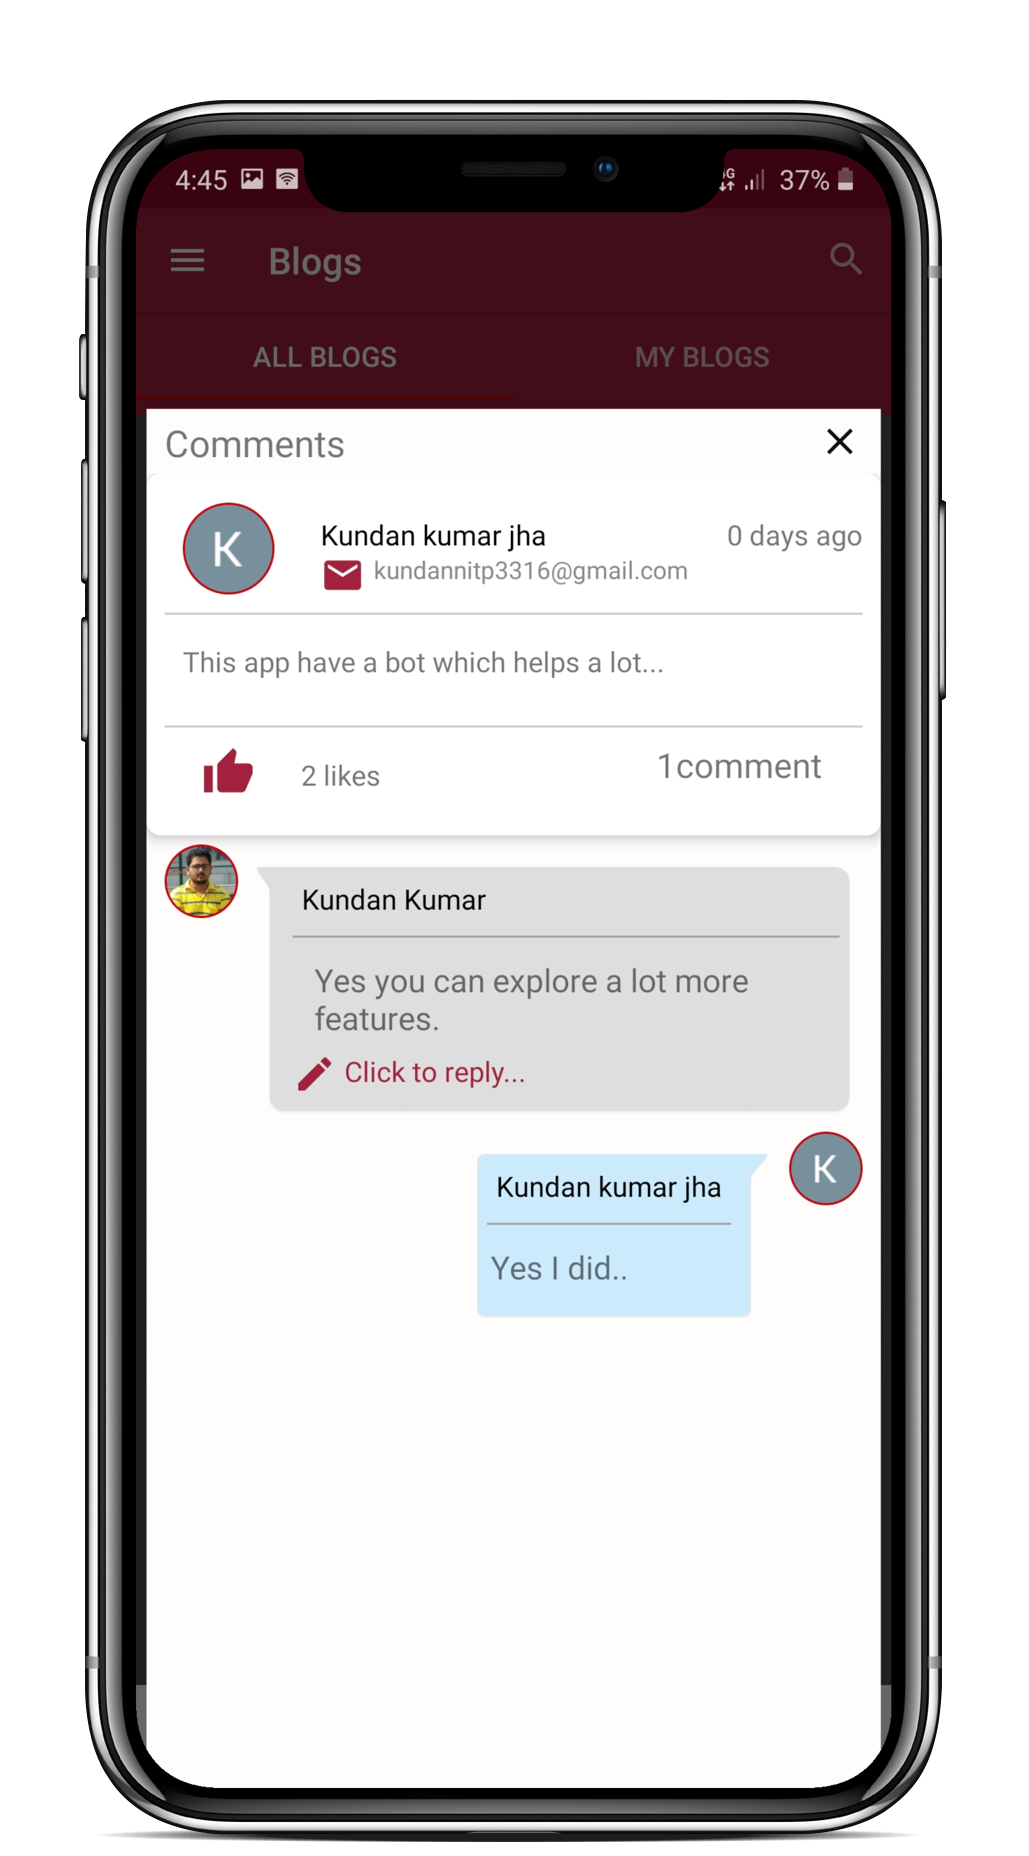 4:45 4G 37%
Blogs
ALL BLOGS MY BLOGS
Comments
K
Kundan kumar jha 0 days ago
kundannitp3316@gmail.com
This app have a bot which helps a lot...
2 likes 1comment
Kundan Kumar
Yes you can explore a lot more
features.
Click to reply...
Kundan kumar jha K
Yes I did..